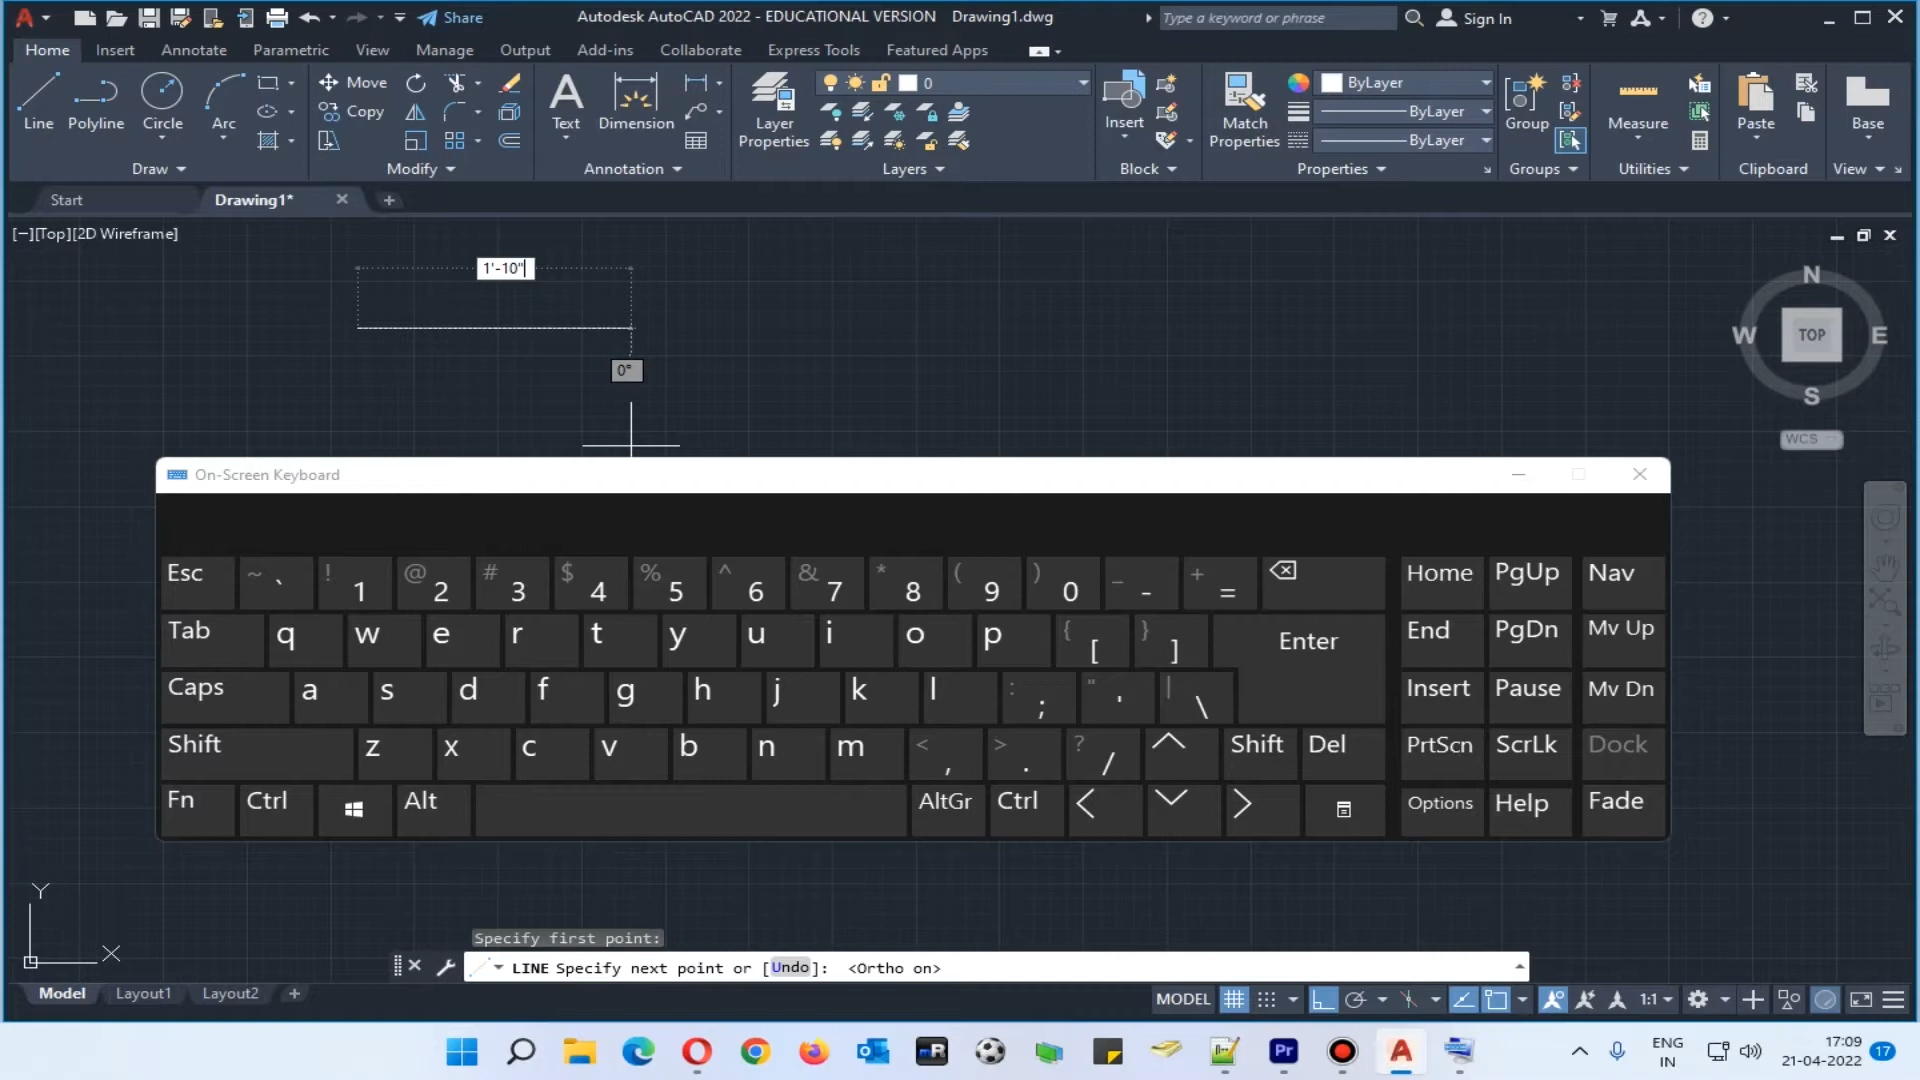 A Share Autodesk AutoCAD 2022 - EDUCATIONAL VERSION Drawing1.dwg Type a keyword or phrase Sign In ?
Home Insert Annotate Parametric View Manage Output Add-ins Collaborate Express Tools Featured Apps
Move Copy 0 ByLayer
ByLayer
ByLayer
Line Polyline Circle Arc Text Dimension Layer Properties Insert Match Properties Group Measure Paste Base
Draw Modify Annotation Layers Block Properties Groups Utilities Clipboard View
Start Drawing1* +
[−][Top][2D Wireframe]
1'-10"
0°
N
W TOP E
S
WCS
On-Screen Keyboard
Esc ~ ` ! 1 @ 2 # 3 $ 4 % 5 ^ 6 & 7 * 8 ( 9 ) 0 _ - + = Home PgUp Nav
Tab q w e r t y u i o p { [ } ] Enter End PgDn Mv Up
Caps a s d f g h j k l : ; " ' | \ Insert Pause Mv Dn
Shift z x c v b n m < , > . ? / Shift Del PrtScn ScrLk Dock
Fn Ctrl Alt AltGr Ctrl Options Help Fade
Y
X
Specify first point:
LINE Specify next point or [Undo]: <Ortho on>
Model Layout1 Layout2 + MODEL 1:1
mR Pr A ENG
IN 17:09
21-04-2022 17